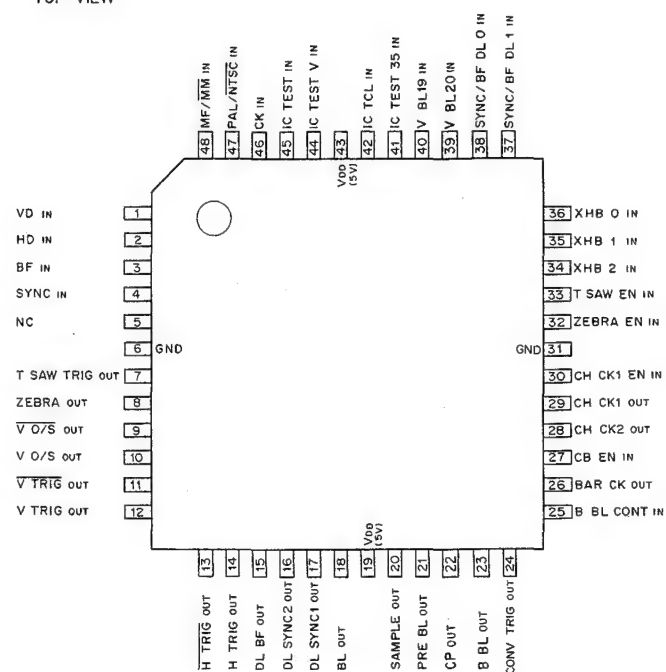 TOP VIEW
48 MF/MM IN
47 PAL/NTSC IN
46 CK IN
45 IC TEST IN
44 IC TEST V IN
43 VDD (5V)
42 IC TCL IN
41 IC TEST 35 IN
40 V BL19 IN
39 V BL20 IN
38 SYNC/BF DL 0 IN
37 SYNC/BF DL 1 IN
VD IN 1
HD IN 2
BF IN 3
SYNC IN 4
NC 5
6 GND
T SAW TRIG OUT 7
ZEBRA OUT 8
V O/S OUT 9
V O/S OUT 10
V TRIG OUT 11
V TRIG OUT 12
36 XHB 0 IN
35 XHB 1 IN
34 XHB 2 IN
33 T SAW EN IN
32 ZEBRA EN IN
GND 31
30 CH CK1 EN IN
29 CH CK1 OUT
28 CH CK2 OUT
27 CB EN IN
26 BAR CK OUT
25 B BL CONT IN
H TRIG OUT 13
H TRIG OUT 14
DL BF OUT 15
DL SYNC2 OUT 16
DL SYNC1 OUT 17
BL OUT 18
19 VDD (5V)
SAMPLE OUT 20
PRE BL OUT 21
CP OUT 22
B BL OUT 23
CONV TRIG OUT 24